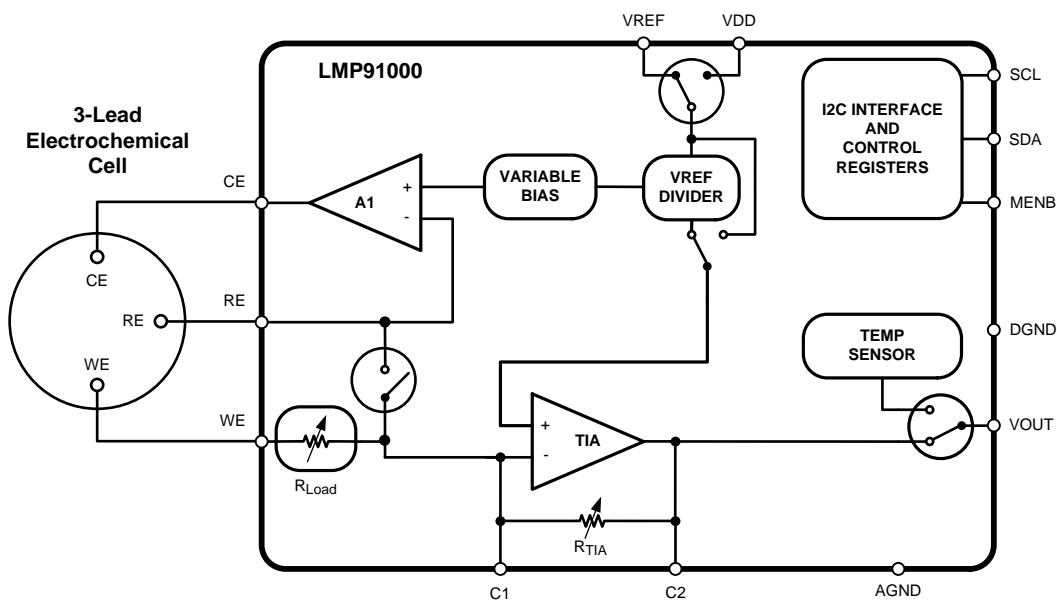 VREF
VDD
LMP91000
SCL
3-Lead
Electrochemical
Cell
I2C INTERFACE
AND
CONTROL
REGISTERS
SDA
CE
A1
+
-
VARIABLE
BIAS
VREF
DIVIDER
MENB
CE
RE
RE
DGND
TEMP
SENSOR
WE
WE
VOUT
+
-
TIA
RLoad
RTIA
C1
C2
AGND